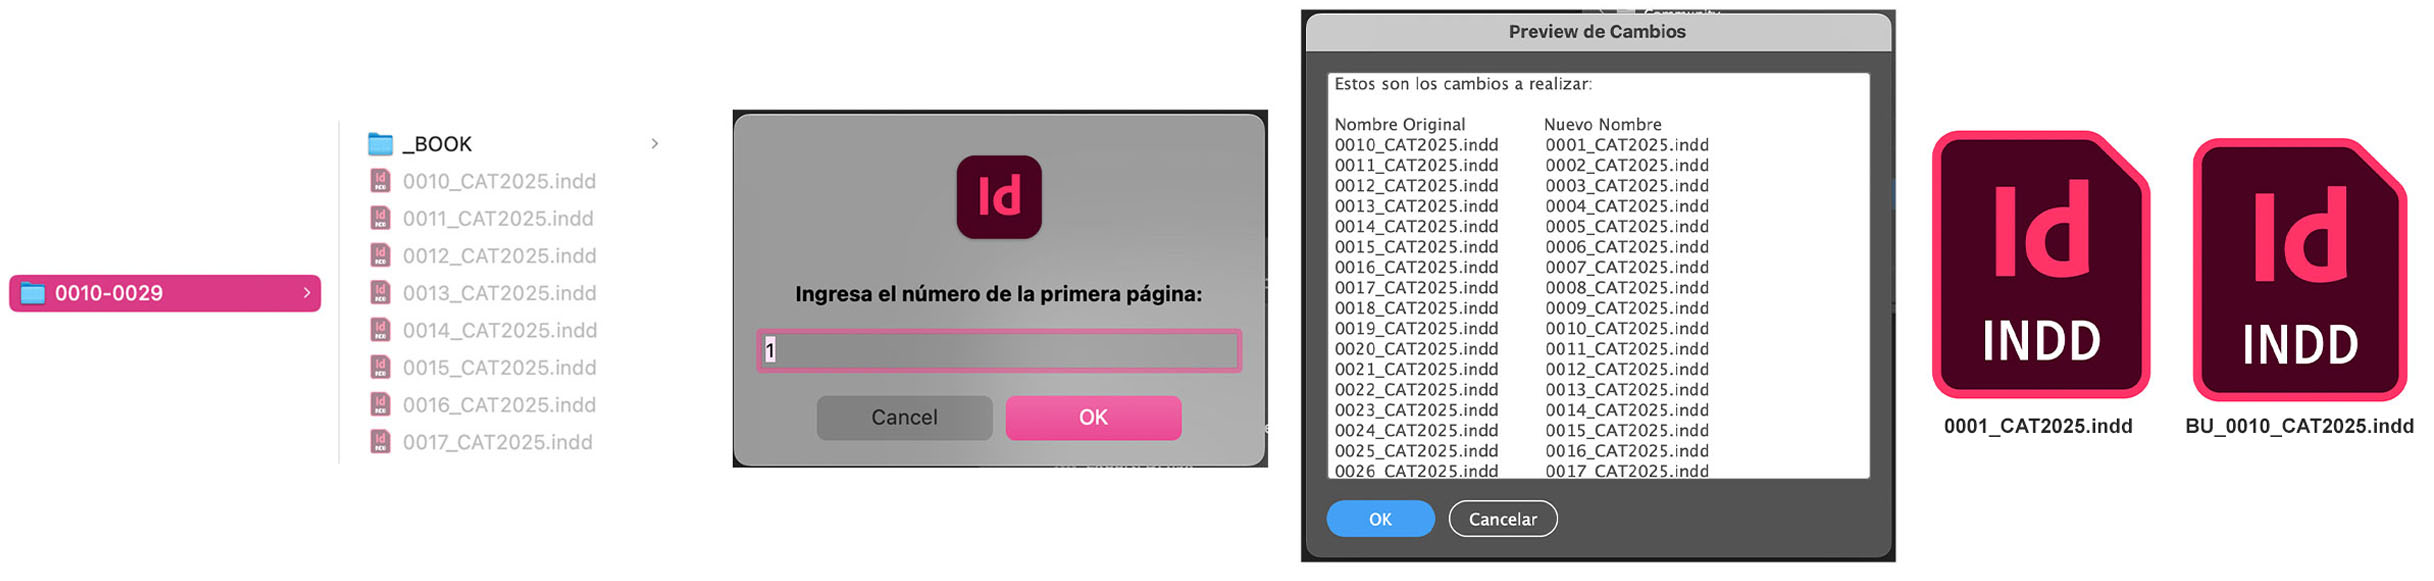 0010-0029
_BOOK
0010_CAT2025.indd
0011_CAT2025.indd
0012_CAT2025.indd
0013_CAT2025.indd
0014_CAT2025.indd
0015_CAT2025.indd
0016_CAT2025.indd
0017_CAT2025.indd
Id
Ingresa el número de la primera página:
1
Cancel
OK
Community
Preview de Cambios
Estos son los cambios a realizar:
Nombre Original Nuevo Nombre
0010_CAT2025.indd 0001_CAT2025.indd
0011_CAT2025.indd 0002_CAT2025.indd
0012_CAT2025.indd 0003_CAT2025.indd
0013_CAT2025.indd 0004_CAT2025.indd
0014_CAT2025.indd 0005_CAT2025.indd
0015_CAT2025.indd 0006_CAT2025.indd
0016_CAT2025.indd 0007_CAT2025.indd
0017_CAT2025.indd 0008_CAT2025.indd
0018_CAT2025.indd 0009_CAT2025.indd
0019_CAT2025.indd 0010_CAT2025.indd
0020_CAT2025.indd 0011_CAT2025.indd
0021_CAT2025.indd 0012_CAT2025.indd
0022_CAT2025.indd 0013_CAT2025.indd
0023_CAT2025.indd 0014_CAT2025.indd
0024_CAT2025.indd 0015_CAT2025.indd
0025_CAT2025.indd 0016_CAT2025.indd
0026_CAT2025.indd 0017_CAT2025.indd
OK
Cancelar
Id
INDD
0001_CAT2025.indd
Id
INDD
BU_0010_CAT2025.indd